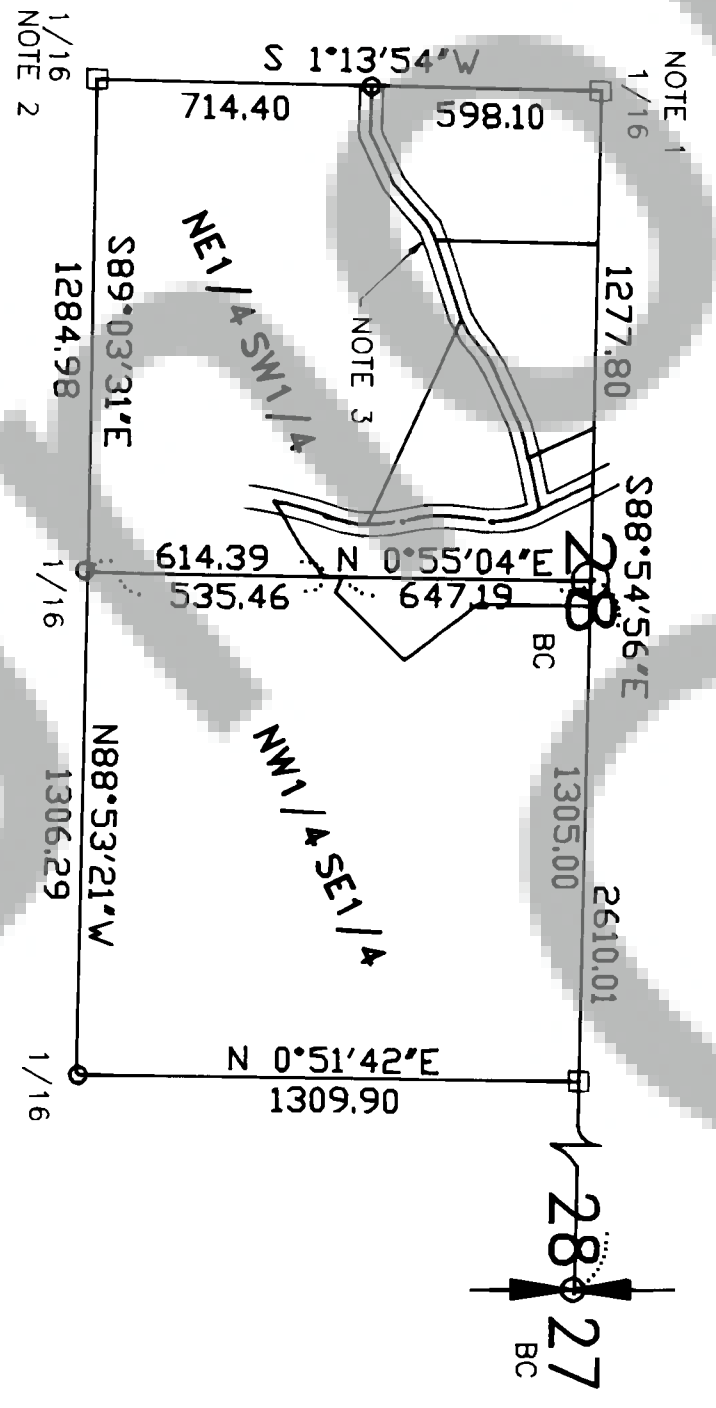 NOTE 1
1/16
S 1°13'54"W
598.10
714.40
1/16
NOTE 2
1277.80
S88°54'56"E
NOTE 3
NE1/4 SW1/4
S89°03'31"E
1284.98
28
BC
N 0°55'04"E
614.39
535.46
647.19
1/16
1305.00
2610.01
NW1/4 SE1/4
N88°53'21"W
1306.29
N 0°51'42"E
1309.90
1/16
28 27
BC